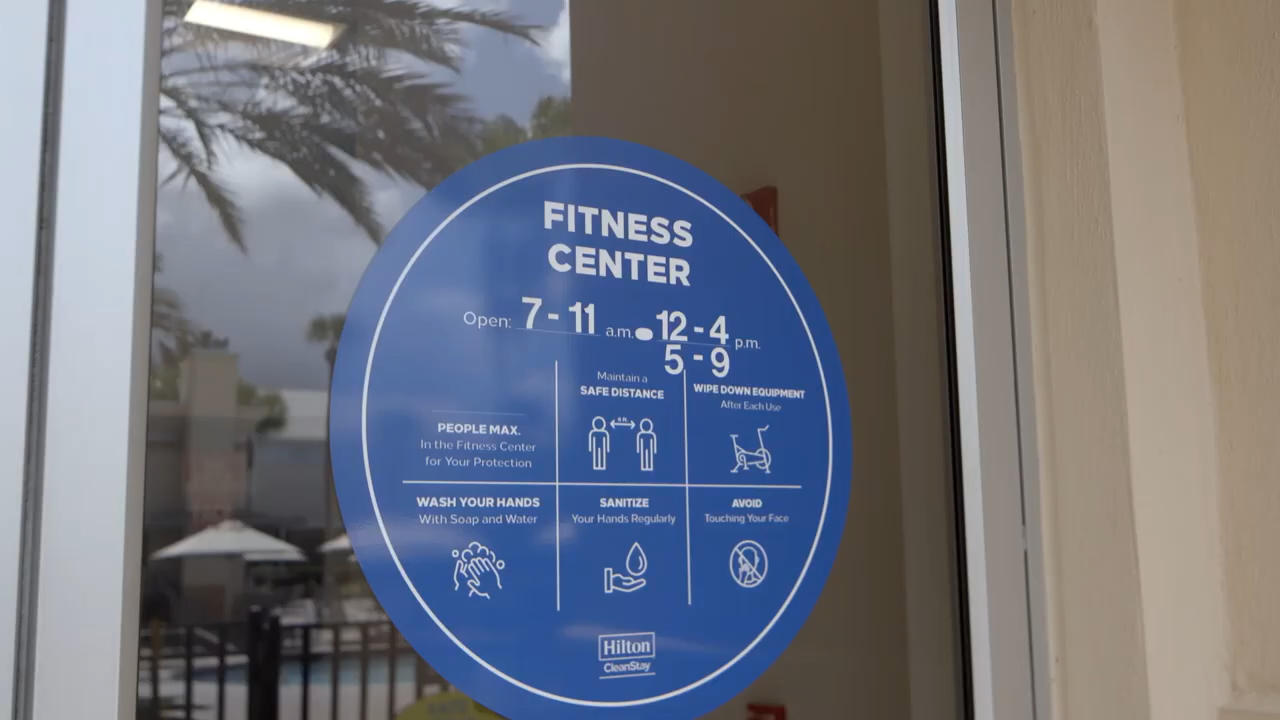 FITNESS
CENTER
Open: 7 - 11 a.m. 12 - 4 p.m.
5 - 9
PEOPLE MAX.
In the Fitness Center
for Your Protection
Maintain a
SAFE DISTANCE
6 ft.
WIPE DOWN EQUIPMENT
After Each Use
WASH YOUR HANDS
With Soap and Water
SANITIZE
Your Hands Regularly
AVOID
Touching Your Face
Hilton
CleanStay